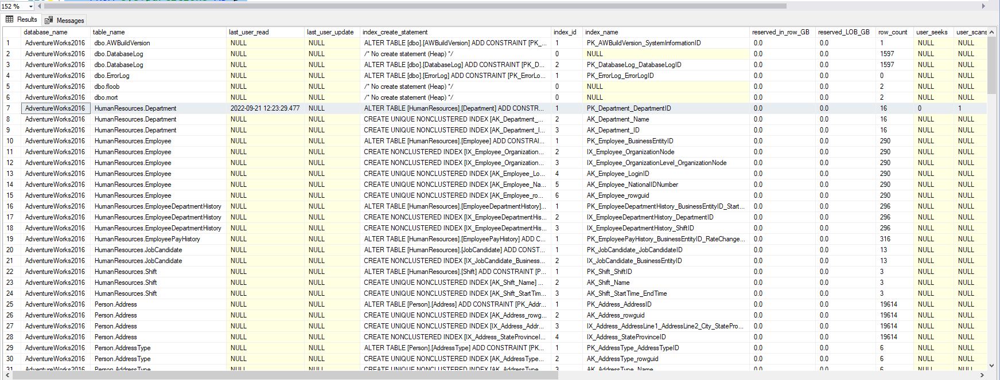 152 %
Results Messages
database_name table_name last_user_read last_user_update index_create_statement index_id index_name reserved_in_row_GB reserved_LOB_GB row_count user_seeks user_scans
1 AdventureWorks2016 dbo.AWBuildVersion NULL NULL ALTER TABLE [dbo].[AWBuildVersion] ADD CONSTRAINT [PK_... 1 PK_AWBuildVersion_SystemInformationID 0.0 0.0 1 NULL NULL
2 AdventureWorks2016 dbo.DatabaseLog NULL NULL /* No create statement (Heap) */ 0 NULL 0.0 0.0 1597 NULL NULL
3 AdventureWorks2016 dbo.DatabaseLog NULL NULL ALTER TABLE [dbo].[DatabaseLog] ADD CONSTRAINT [PK_D... 2 PK_DatabaseLog_DatabaseLogID 0.0 0.0 1597 NULL NULL
4 AdventureWorks2016 dbo.ErrorLog NULL NULL ALTER TABLE [dbo].[ErrorLog] ADD CONSTRAINT [PK_ErrorLo... 1 PK_ErrorLog_ErrorLogID 0.0 0.0 0 NULL NULL
5 AdventureWorks2016 dbo.floob NULL NULL /* No create statement (Heap) */ 0 NULL 0.0 0.0 2 NULL NULL
6 AdventureWorks2016 dbo.mort NULL NULL /* No create statement (Heap) */ 0 NULL 0.0 0.0 2 NULL NULL
7 AdventureWorks2016 HumanResources.Department 2022-09-21 12:23:29.477 NULL ALTER TABLE [HumanResources].[Department] ADD CONSTR... 1 PK_Department_DepartmentID 0.0 0.0 16 0 1
8 AdventureWorks2016 HumanResources.Department NULL NULL CREATE UNIQUE NONCLUSTERED INDEX [AK_Department_... 2 AK_Department_Name 0.0 0.0 16 NULL NULL
9 AdventureWorks2016 HumanResources.Department NULL NULL CREATE UNIQUE NONCLUSTERED INDEX [AK_Department_I... 3 AK_Department_ID 0.0 0.0 16 NULL NULL
10 AdventureWorks2016 HumanResources.Employee NULL NULL ALTER TABLE [HumanResources].[Employee] ADD CONSTRAI... 1 PK_Employee_BusinessEntityID 0.0 0.0 290 NULL NULL
11 AdventureWorks2016 HumanResources.Employee NULL NULL CREATE NONCLUSTERED INDEX [IX_Employee_Organization... 2 IX_Employee_OrganizationNode 0.0 0.0 290 NULL NULL
12 AdventureWorks2016 HumanResources.Employee NULL NULL CREATE NONCLUSTERED INDEX [IX_Employee_Organization... 3 IX_Employee_OrganizationLevel_OrganizationNode 0.0 0.0 290 NULL NULL
13 AdventureWorks2016 HumanResources.Employee NULL NULL CREATE UNIQUE NONCLUSTERED INDEX [AK_Employee_Lo... 4 AK_Employee_LoginID 0.0 0.0 290 NULL NULL
14 AdventureWorks2016 HumanResources.Employee NULL NULL CREATE UNIQUE NONCLUSTERED INDEX [AK_Employee_Na... 5 AK_Employee_NationalIDNumber 0.0 0.0 290 NULL NULL
15 AdventureWorks2016 HumanResources.Employee NULL NULL CREATE UNIQUE NONCLUSTERED INDEX [AK_Employee_ro... 6 AK_Employee_rowguid 0.0 0.0 290 NULL NULL
16 AdventureWorks2016 HumanResources.EmployeeDepartmentHistory NULL NULL ALTER TABLE [HumanResources].[EmployeeDepartmentHistory]... 1 PK_EmployeeDepartmentHistory_BusinessEntityID_Start... 0.0 0.0 296 NULL NULL
17 AdventureWorks2016 HumanResources.EmployeeDepartmentHistory NULL NULL CREATE NONCLUSTERED INDEX [IX_EmployeeDepartmentHis... 2 IX_EmployeeDepartmentHistory_DepartmentID 0.0 0.0 296 NULL NULL
18 AdventureWorks2016 HumanResources.EmployeeDepartmentHistory NULL NULL CREATE NONCLUSTERED INDEX [IX_EmployeeDepartmentHis... 3 IX_EmployeeDepartmentHistory_ShiftID 0.0 0.0 296 NULL NULL
19 AdventureWorks2016 HumanResources.EmployeePayHistory NULL NULL ALTER TABLE [HumanResources].[EmployeePayHistory] ADD C... 1 PK_EmployeePayHistory_BusinessEntityID_RateChange... 0.0 0.0 316 NULL NULL
20 AdventureWorks2016 HumanResources.JobCandidate NULL NULL ALTER TABLE [HumanResources].[JobCandidate] ADD CONST... 1 PK_JobCandidate_JobCandidateID 0.0 0.0 13 NULL NULL
21 AdventureWorks2016 HumanResources.JobCandidate NULL NULL CREATE NONCLUSTERED INDEX [IX_JobCandidate_Business... 2 IX_JobCandidate_BusinessEntityID 0.0 0.0 13 NULL NULL
22 AdventureWorks2016 HumanResources.Shift NULL NULL ALTER TABLE [HumanResources].[Shift] ADD CONSTRAINT [P... 1 PK_Shift_ShiftID 0.0 0.0 3 NULL NULL
23 AdventureWorks2016 HumanResources.Shift NULL NULL CREATE UNIQUE NONCLUSTERED INDEX [AK_Shift_Name] ... 2 AK_Shift_Name 0.0 0.0 3 NULL NULL
24 AdventureWorks2016 HumanResources.Shift NULL NULL CREATE UNIQUE NONCLUSTERED INDEX [AK_Shift_StartTim... 3 AK_Shift_StartTime_EndTime 0.0 0.0 3 NULL NULL
25 AdventureWorks2016 Person.Address NULL NULL ALTER TABLE [Person].[Address] ADD CONSTRAINT [PK_Addr... 1 PK_Address_AddressID 0.0 0.0 19614 NULL NULL
26 AdventureWorks2016 Person.Address NULL NULL CREATE UNIQUE NONCLUSTERED INDEX [AK_Address_rowg... 2 AK_Address_rowguid 0.0 0.0 19614 NULL NULL
27 AdventureWorks2016 Person.Address NULL NULL CREATE UNIQUE NONCLUSTERED INDEX [IX_Address_Addr... 3 IX_Address_AddressLine1_AddressLine2_City_StatePro... 0.0 0.0 19614 NULL NULL
28 AdventureWorks2016 Person.Address NULL NULL CREATE NONCLUSTERED INDEX [IX_Address_StateProvinceI... 4 IX_Address_StateProvinceID 0.0 0.0 19614 NULL NULL
29 AdventureWorks2016 Person.AddressType NULL NULL ALTER TABLE [Person].[AddressType] ADD CONSTRAINT [PK... 1 PK_AddressType_AddressTypeID 0.0 0.0 6 NULL NULL
30 AdventureWorks2016 Person.AddressType NULL NULL CREATE UNIQUE NONCLUSTERED INDEX [AK_AddressType... 2 AK_AddressType_rowguid 0.0 0.0 6 NULL NULL
31 AdventureWorks2016 Person.AddressType NULL NULL CREATE UNIQUE NONCLUSTERED INDEX [AK_AddressType... 3 AK_AddressType_Name 0.0 0.0 6 NULL NULL